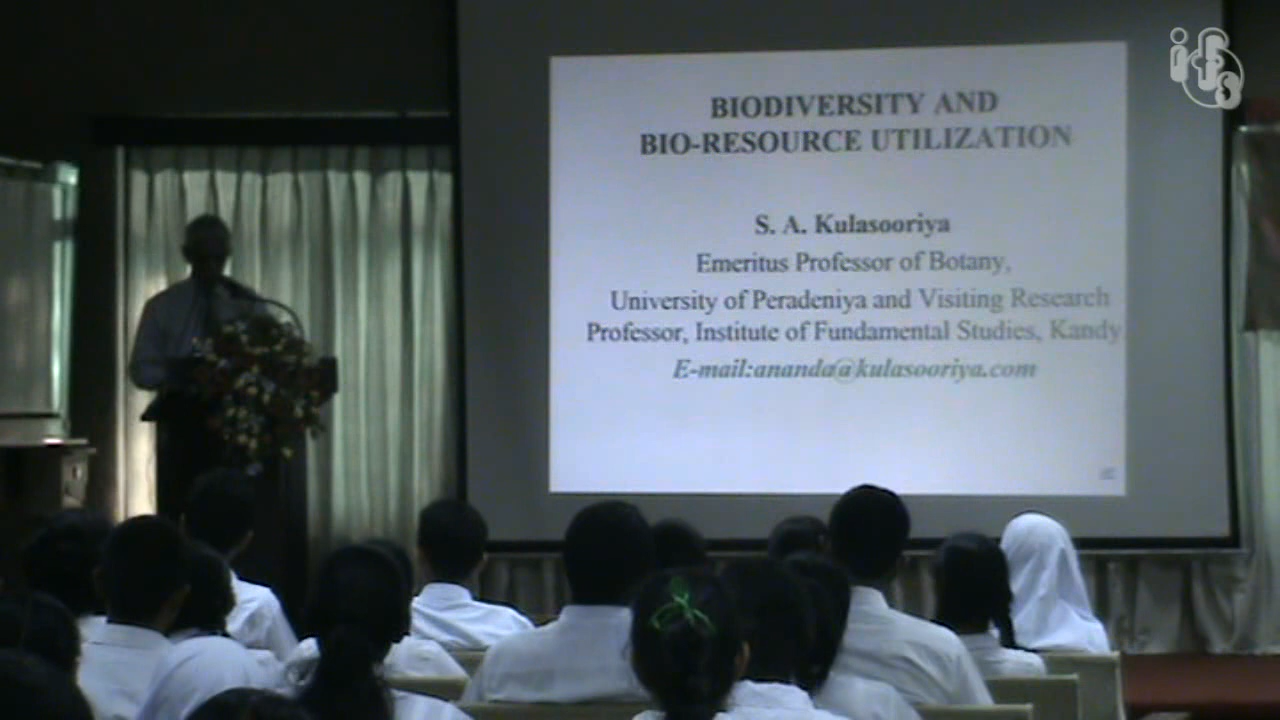 BIODIVERSITY AND
BIO-RESOURCE UTILIZATION
S. A. Kulasooriya
Emeritus Professor of Botany,
University of Peradeniya and Visiting Research
Professor, Institute of Fundamental Studies, Kandy
E-mail:ananda@kulasooriya.com